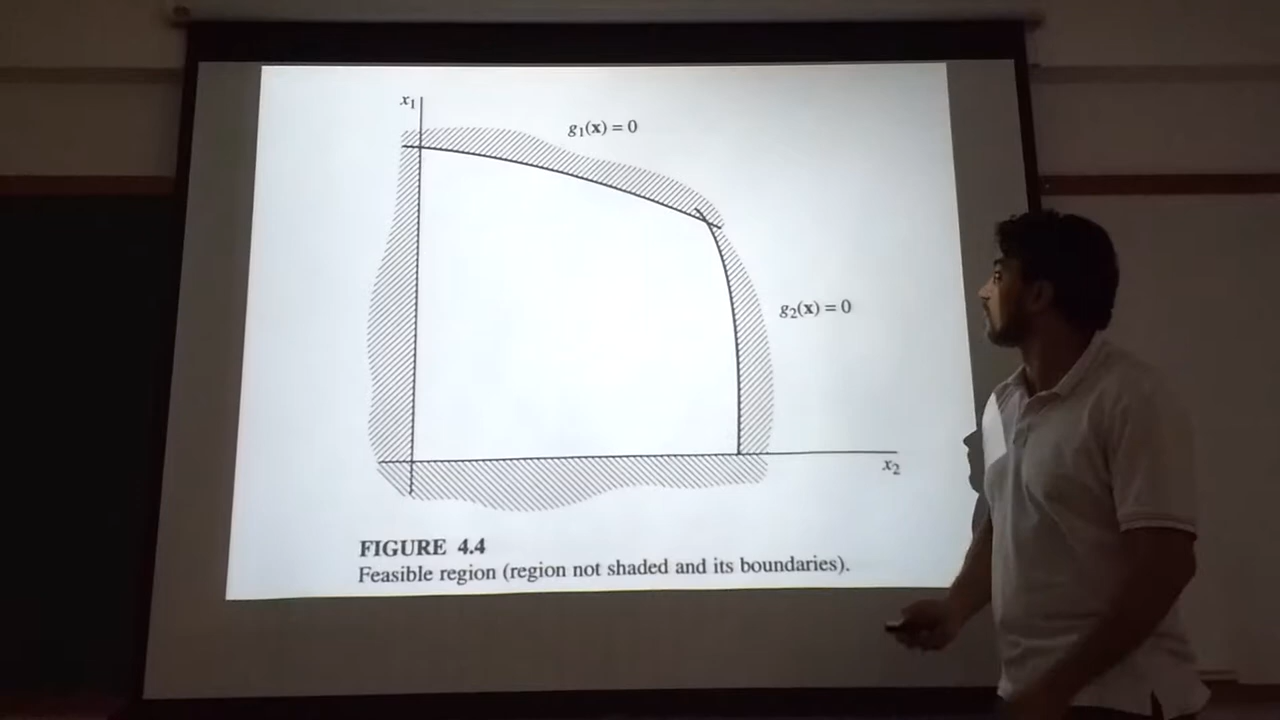 x₁
g₁(x) = 0
g₂(x) = 0
x₂
FIGURE 4.4
Feasible region (region not shaded and its boundaries).